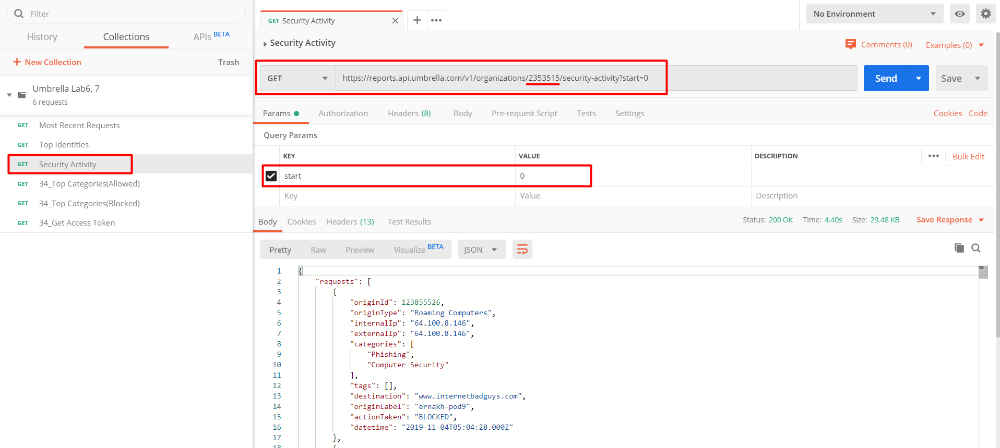 Filter
History
Collections
APIs BETA
New Collection
Trash
Umbrella Lab6, 7
6 requests
GET Most Recent Requests
GET Top Identities
GET Security Activity
GET 34_Top Categories(Allowed)
GET 34_Top Categories(Blocked)
GET 34_Get Access Token
GET Security Activity
No Environment
Security Activity
Comments (0)
Examples (0)
GET
https://reports.api.umbrella.com/v1/organizations/2353515/security-activity?start=0
Send
Save
Params
Authorization
Headers (8)
Body
Pre-request Script
Tests
Settings
Cookies
Code
Query Params
KEY
VALUE
DESCRIPTION
Bulk Edit
start
0
Key
Value
Description
Body
Cookies
Headers (13)
Test Results
Status: 200 OK
Time: 4.40s
Size: 29.48 KB
Save Response
Pretty
Raw
Preview
Visualize BETA
JSON
1 {
2 "requests": [
3 {
4 "originId": 123855526,
5 "originType": "Roaming Computers",
6 "internalIp": "64.100.8.146",
7 "externalIp": "64.100.8.146",
8 "categories": [
9 "Phishing",
10 "Computer Security"
11 ],
12 "tags": [],
13 "destination": "www.internetbadguys.com",
14 "originLabel": "ernakh-pod9",
15 "actionTaken": "BLOCKED",
16 "datetime": "2019-11-04T05:04:28.000Z"
17 },
18 {